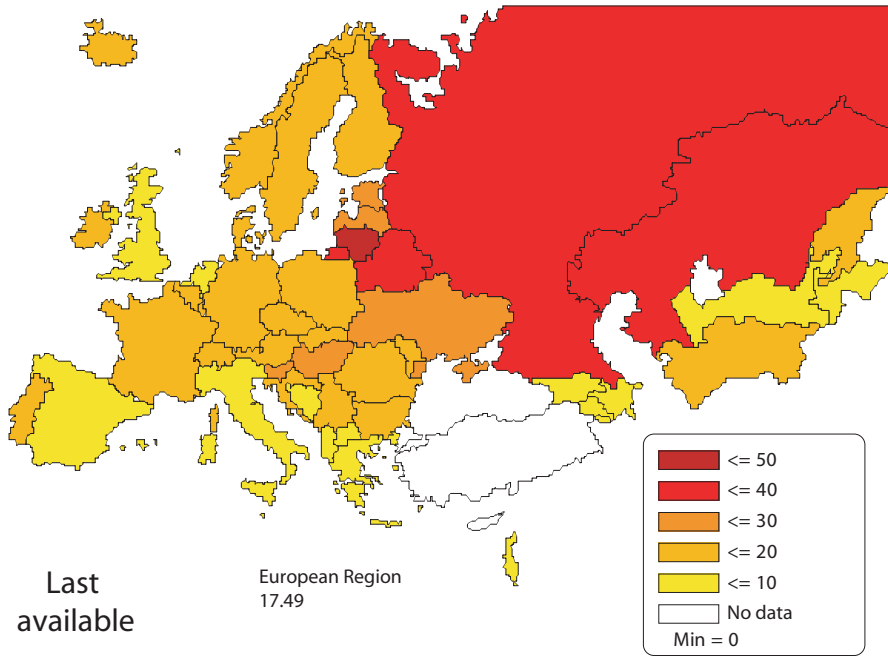 <= 50
<= 40
<= 30
<= 20
<= 10
No data
Min = 0
European Region
17.49
Last
available